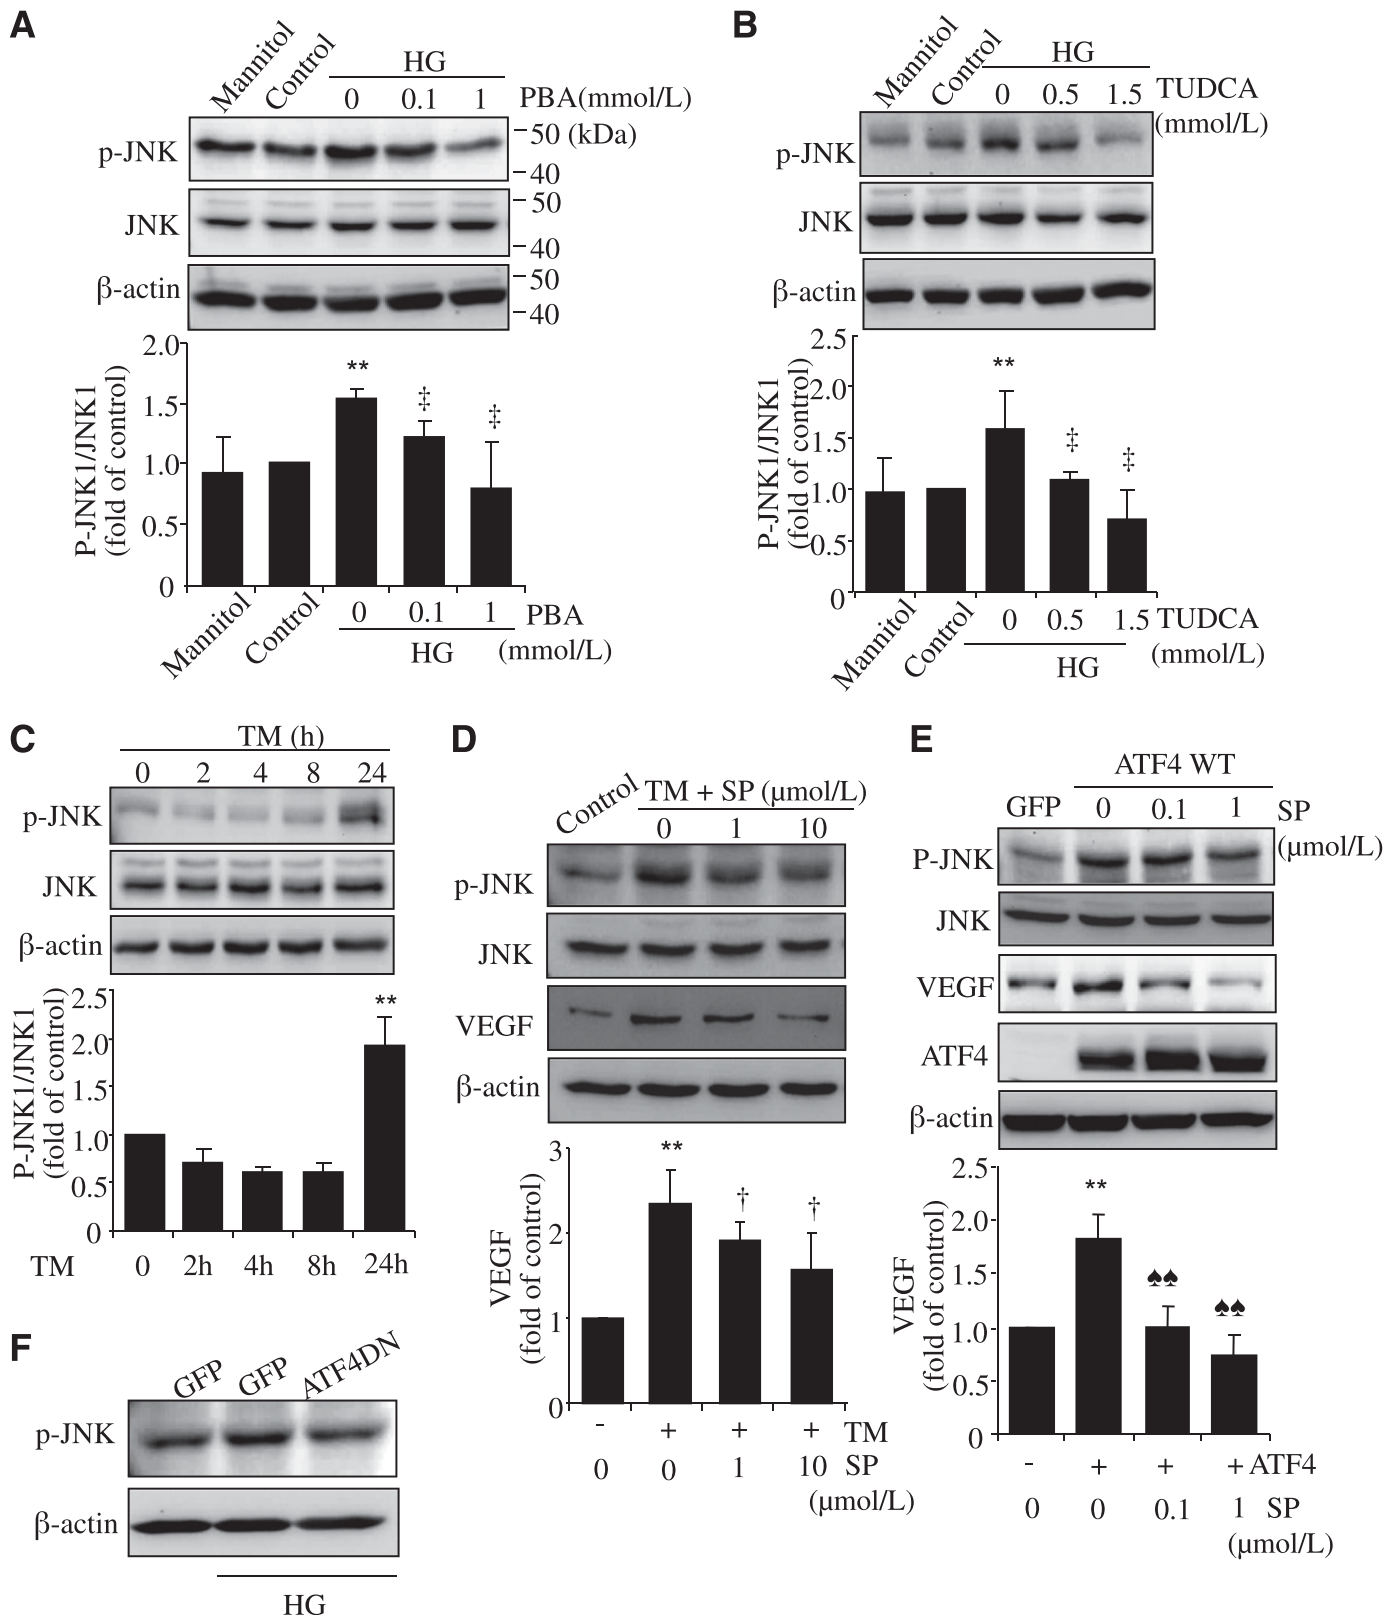 A
Mannitol Control HG
0 0.1 1 PBA(mmol/L)
p-JNK 50 (kDa)
40
JNK 50
40
β-actin 50
40
P-JNK1/JNK1
(fold of control)
2.0
1.5
1.0
0.5
0
** ‡ ‡
Mannitol Control 0 0.1 1 PBA
HG (mmol/L)
B
Mannitol Control HG
0 0.5 1.5 TUDCA
(mmol/L)
p-JNK
JNK
β-actin
P-JNK1/JNK1
(fold of control)
2.5
2.0
1.5
1.0
0.5
0
** ‡ ‡
Mannitol Control 0 0.5 1.5 TUDCA
HG (mmol/L)
C
TM (h)
0 2 4 8 24
p-JNK
JNK
β-actin
P-JNK1/JNK1
(fold of control)
2.5
2.0
1.5
1.0
0.5
0
**
TM 0 2h 4h 8h 24h
D
Control TM + SP (μmol/L)
0 1 10
p-JNK
JNK
VEGF
β-actin
VEGF
(fold of control)
3
2
1
0
** † †
- + + + TM
0 0 1 10 SP
(μmol/L)
E
ATF4 WT
GFP 0 0.1 1 SP
(μmol/L)
P-JNK
JNK
VEGF
ATF4
β-actin
VEGF
(fold of control)
2.5
2.0
1.5
1.0
0.5
0
** ♠♠ ♠♠
- + + + ATF4
0 0 0.1 1 SP
(μmol/L)
F
GFP GFP ATF4DN
p-JNK
β-actin
HG